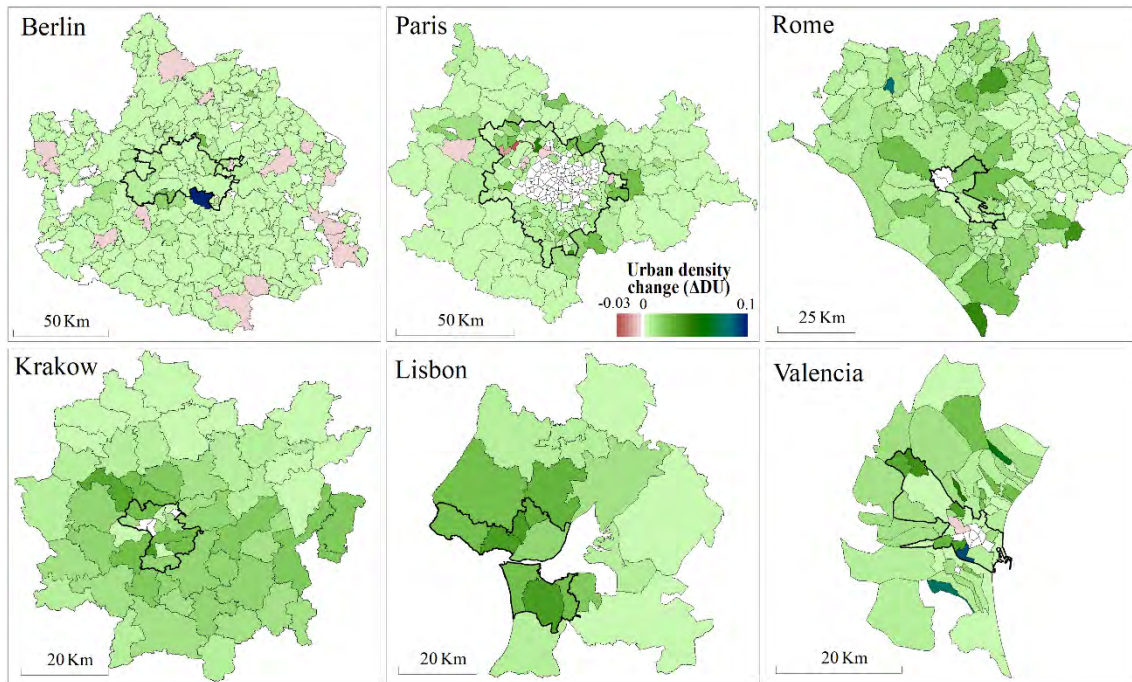 Berlin
Paris
Rome
50 Km
50 Km
Urban density
change (ΔDU)
-0.03 0 0.1
25 Km
Krakow
Lisbon
Valencia
20 Km
20 Km
20 Km